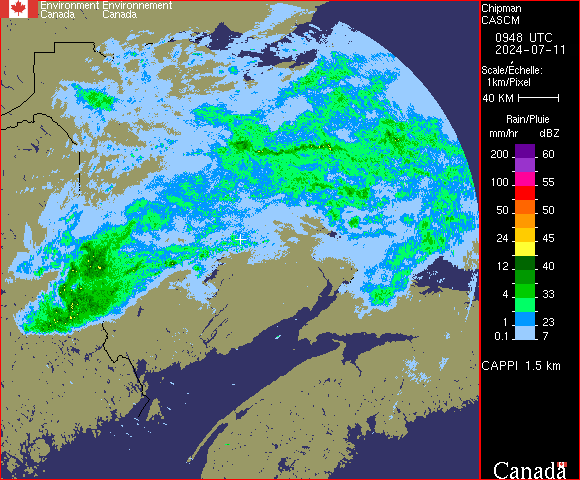 Environment Environnement
Canada Canada
Chipman
CASCM
0948 UTC
2024-07-11
Scale/Échelle:
1km/Pixel
40 KM
Rain/Pluie
mm/hr dBZ
200 60
100 55
50 50
24 45
12 40
4 33
1 23
0.1 7
CAPPI 1.5 km
Canada